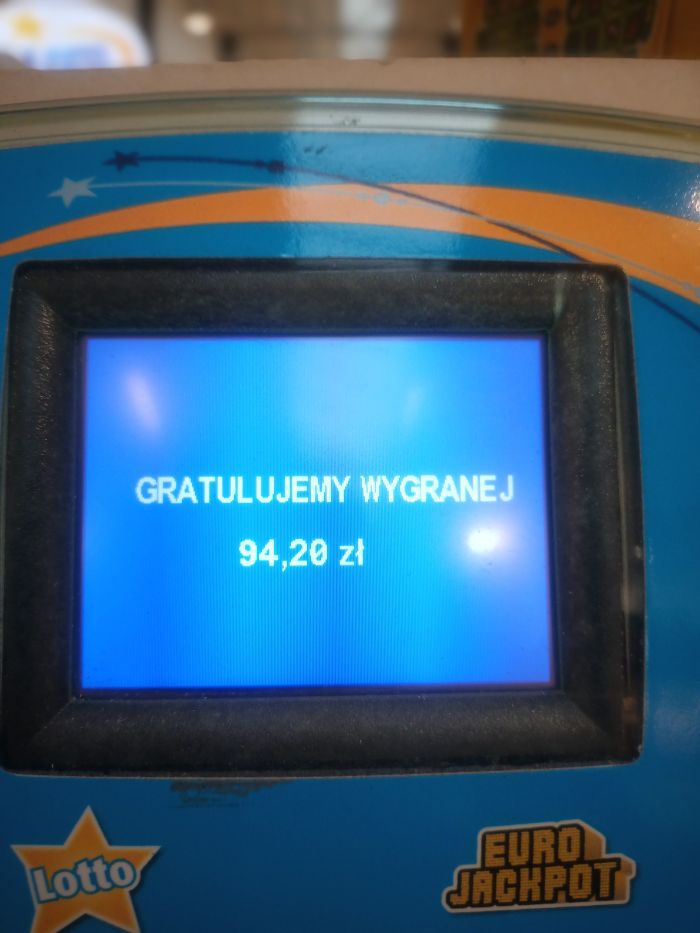 GRATULUJEMY WYGRANEJ
94,20 zł
Lotto
EURO
JACKPOT